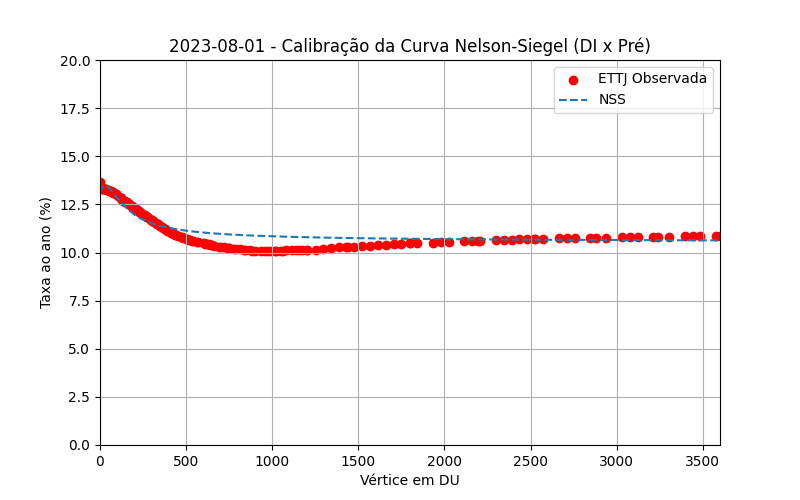 2023-08-01 - Calibração da Curva Nelson-Siegel (DI x Pré)
ETTJ Observada
NSS
20.0
17.5
15.0
12.5
10.0
7.5
5.0
2.5
0.0
Taxa ao ano (%)
0 500 1000 1500 2000 2500 3000 3500
Vértice em DU